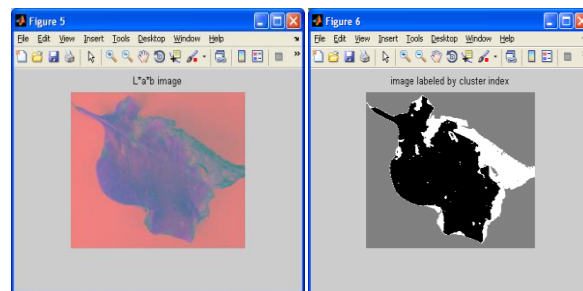 Figure 5
File Edit View Insert Tools Desktop Window Help
L*a*b image
Figure 6
File Edit View Insert Tools Desktop Window Help
image labeled by cluster index